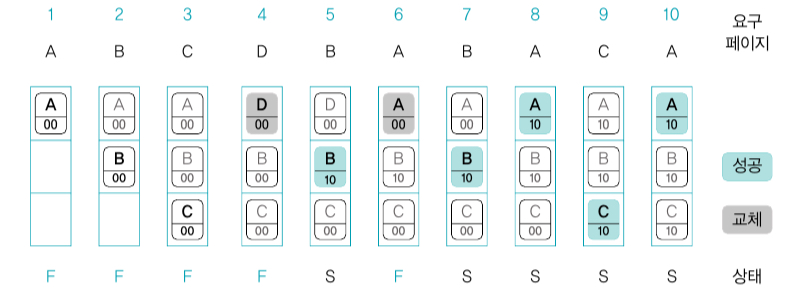 1 2 3 4 5 6 7 8 9 10 요구
페이지
A B C D B A B A C A
A A A D D A A A A A
00 00 00 00 00 00 00 10 10 10
B B B B B B B B B
00 00 00 10 10 10 10 10 10
성공
C C C C C C C C
00 00 00 00 00 00 10 10
교체
F F F F S F S S S S 상태